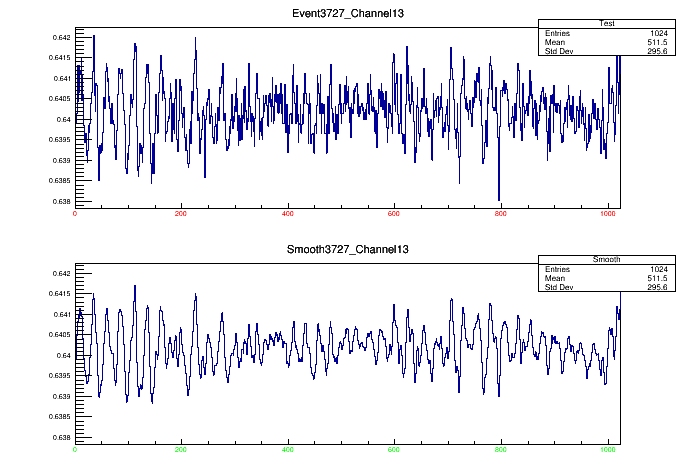 Event3727_Channel13
Test
Entries 1024
Mean 511.5
Std Dev 295.6
0.642
0.6415
0.641
0.6405
0.64
0.6395
0.639
0.6385
0.638
0 200 400 600 800 1000
Smooth3727_Channel13
Smooth
Entries 1024
Mean 511.5
Std Dev 295.6
0.642
0.6415
0.641
0.6405
0.64
0.6395
0.639
0.6385
0.638
0 200 400 600 800 1000